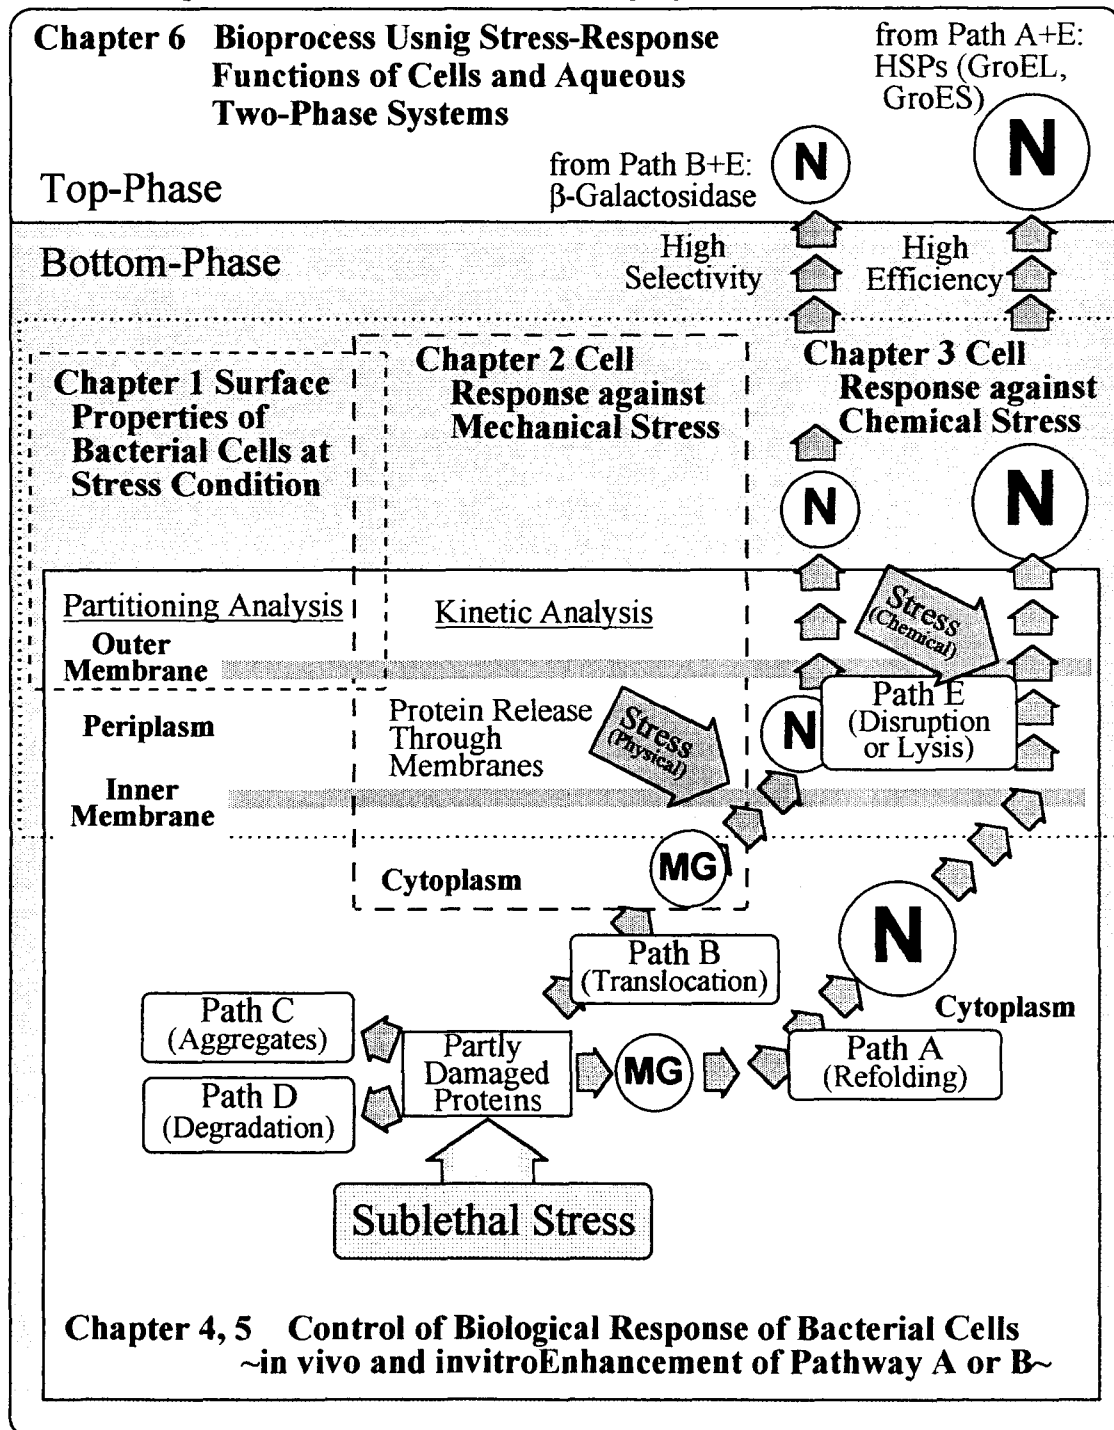 Chapter 6 Bioprocess Usnig Stress-Response
Functions of Cells and Aqueous
Two-Phase Systems
from Path A+E:
HSPs (GroEL,
GroES)
N
N
from Path B+E:
β-Galactosidase
Top-Phase
Bottom-Phase
High
Selectivity
High
Efficiency
Chapter 1 Surface
Properties of
Bacterial Cells at
Stress Condition
Chapter 2 Cell
Response against
Mechanical Stress
Chapter 3 Cell
Response against
Chemical Stress
N
N
Partitioning Analysis
Kinetic Analysis
Stress
(Chemical)
Outer
Membrane
Periplasm
Protein Release
Through
Membranes
Stress
(Physical)
N
Path E
(Disruption
or Lysis)
Inner
Membrane
MG
Cytoplasm
N
Path B
(Translocation)
Cytoplasm
Path C
(Aggregates)
Partly
Damaged
Proteins
MG
Path A
(Refolding)
Path D
(Degradation)
Sublethal Stress
Chapter 4, 5 Control of Biological Response of Bacterial Cells
~in vivo and invitroEnhancement of Pathway A or B~